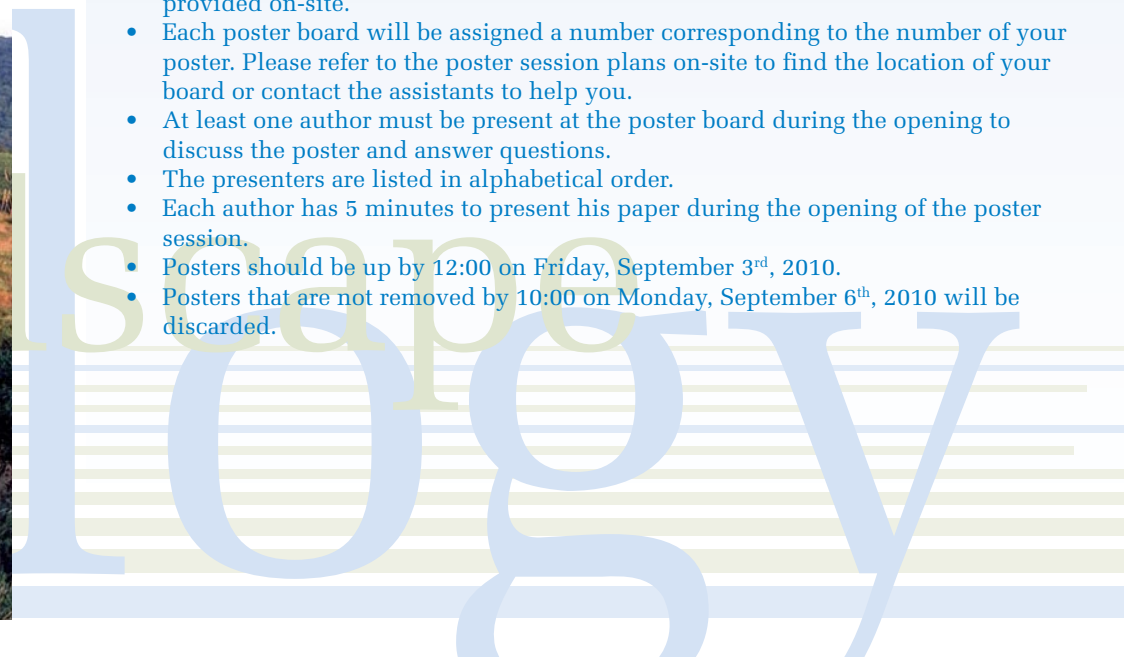 provided on-site.
• Each poster board will be assigned a number corresponding to the number of your
poster. Please refer to the poster session plans on-site to find the location of your
board or contact the assistants to help you.
• At least one author must be present at the poster board during the opening to
discuss the poster and answer questions.
• The presenters are listed in alphabetical order.
• Each author has 5 minutes to present his paper during the opening of the poster
session.
• Posters should be up by 12:00 on Friday, September 3rd, 2010.
• Posters that are not removed by 10:00 on Monday, September 6th, 2010 will be
discarded.
lscape
logy